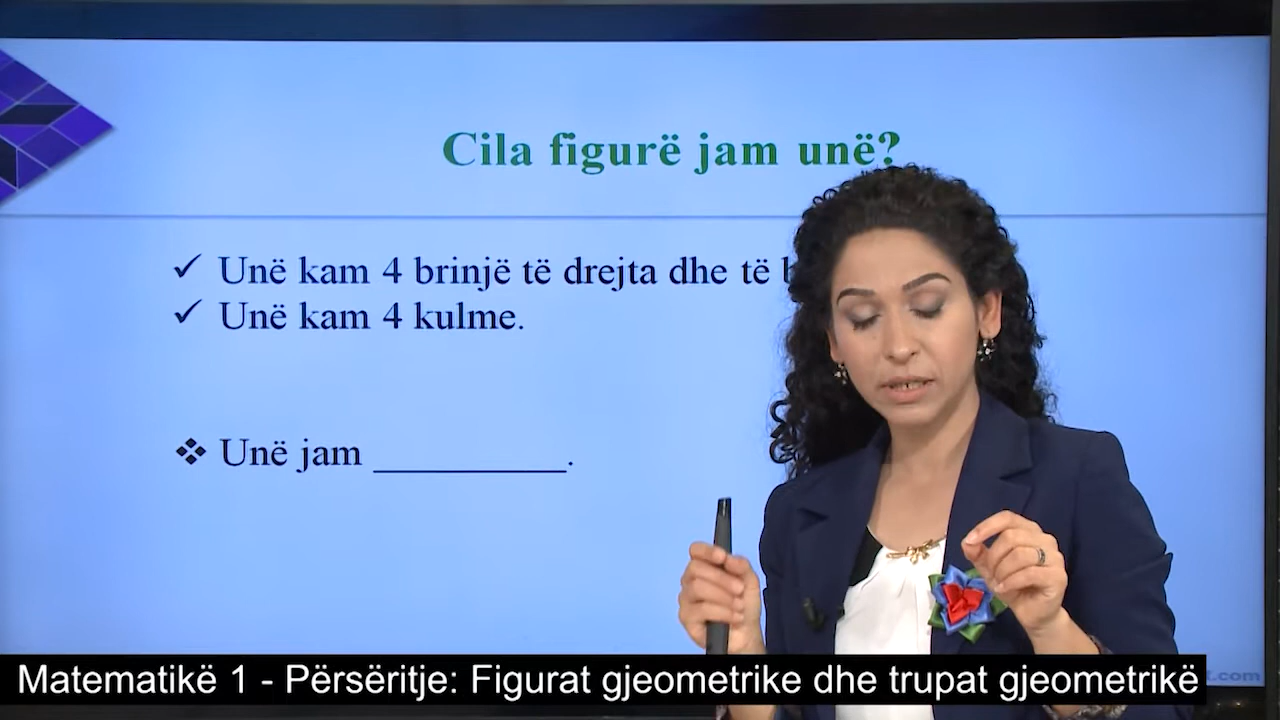 Cila figurë jam unë?
Unë kam 4 brinjë të drejta dhe të
Unë kam 4 kulme.
Unë jam __________.
Matematikë 1 - Përsëritje: Figurat gjeometrike dhe trupat gjeometrikë